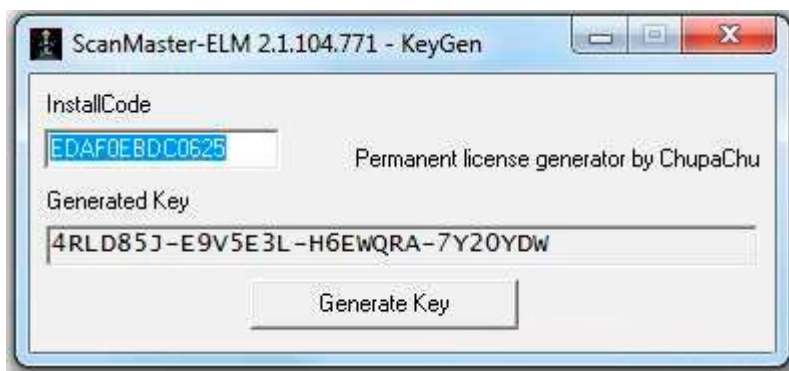 ScanMaster-ELM 2.1.104.771 - KeyGen
InstallCode
EDAF0EBDC0625
Permanent license generator by ChupaChu
Generated Key
4RLD85J-E9V5E3L-H6EWQRA-7Y2OYDW
Generate Key